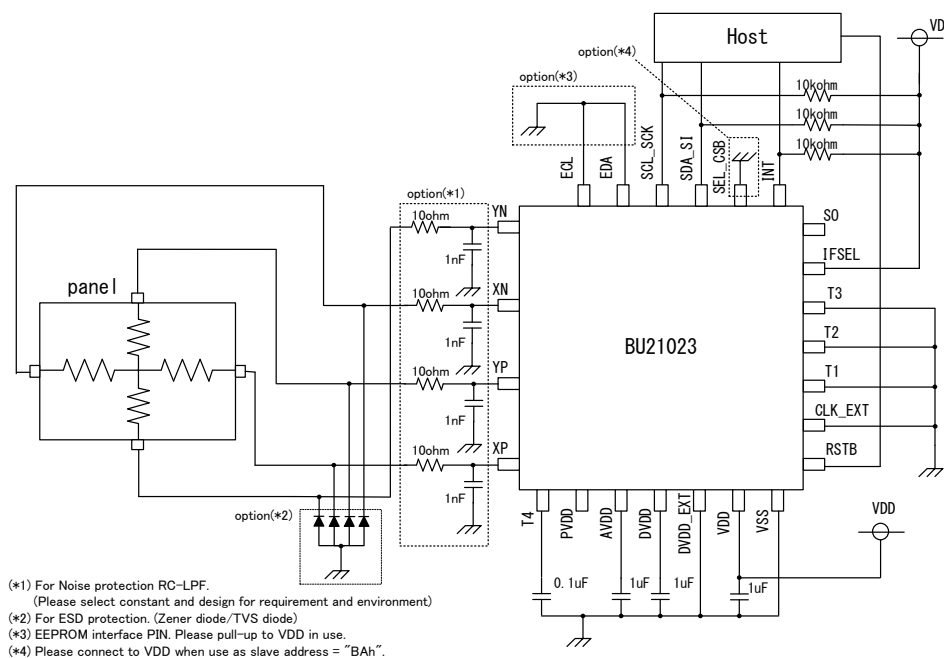 Host
VD
option(*4)
option(*3)
10kohm
10kohm
10kohm
ECL
EDA
SCL_SCK
SDA_SI
SEL_CSB
INT
option(*1)
10ohm
YN
1nF
10ohm
XN
1nF
10ohm
YP
1nF
10ohm
XP
1nF
panel
BU21023
SO
IFSEL
T3
T2
T1
CLK_EXT
RSTB
T4
PVDD
AVDD
DVDD
DVDD_EXT
VDD
VSS
VDD
option(*2)
0.1uF
1uF
1uF
1uF
(*1) For Noise protection RC-LPF.
(Please select constant and design for requirement and environment)
(*2) For ESD protection. (Zener diode/TVS diode)
(*3) EEPROM interface PIN. Please pull-up to VDD in use.
(*4) Please connect to VDD when use as slave address = "BAh".